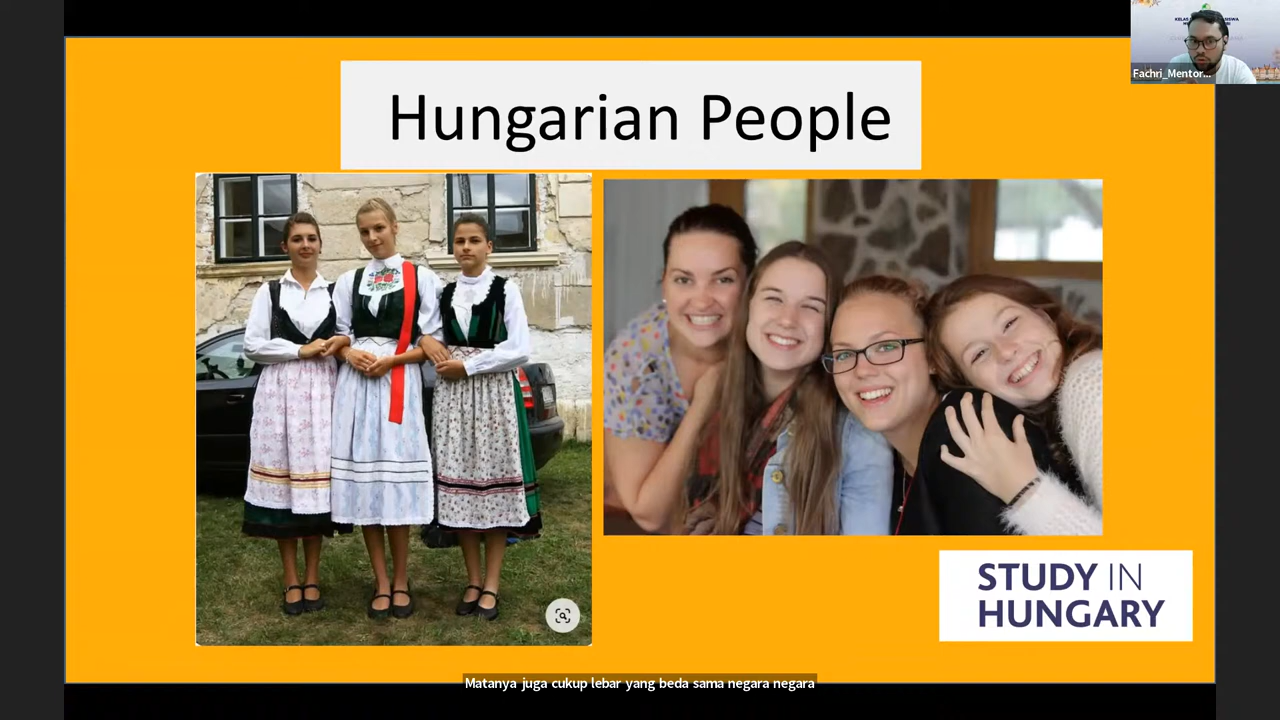 Hungarian People
Fachri_Mentor...
STUDY IN
HUNGARY
Matanya juga cukup lebar yang beda sama negara negara